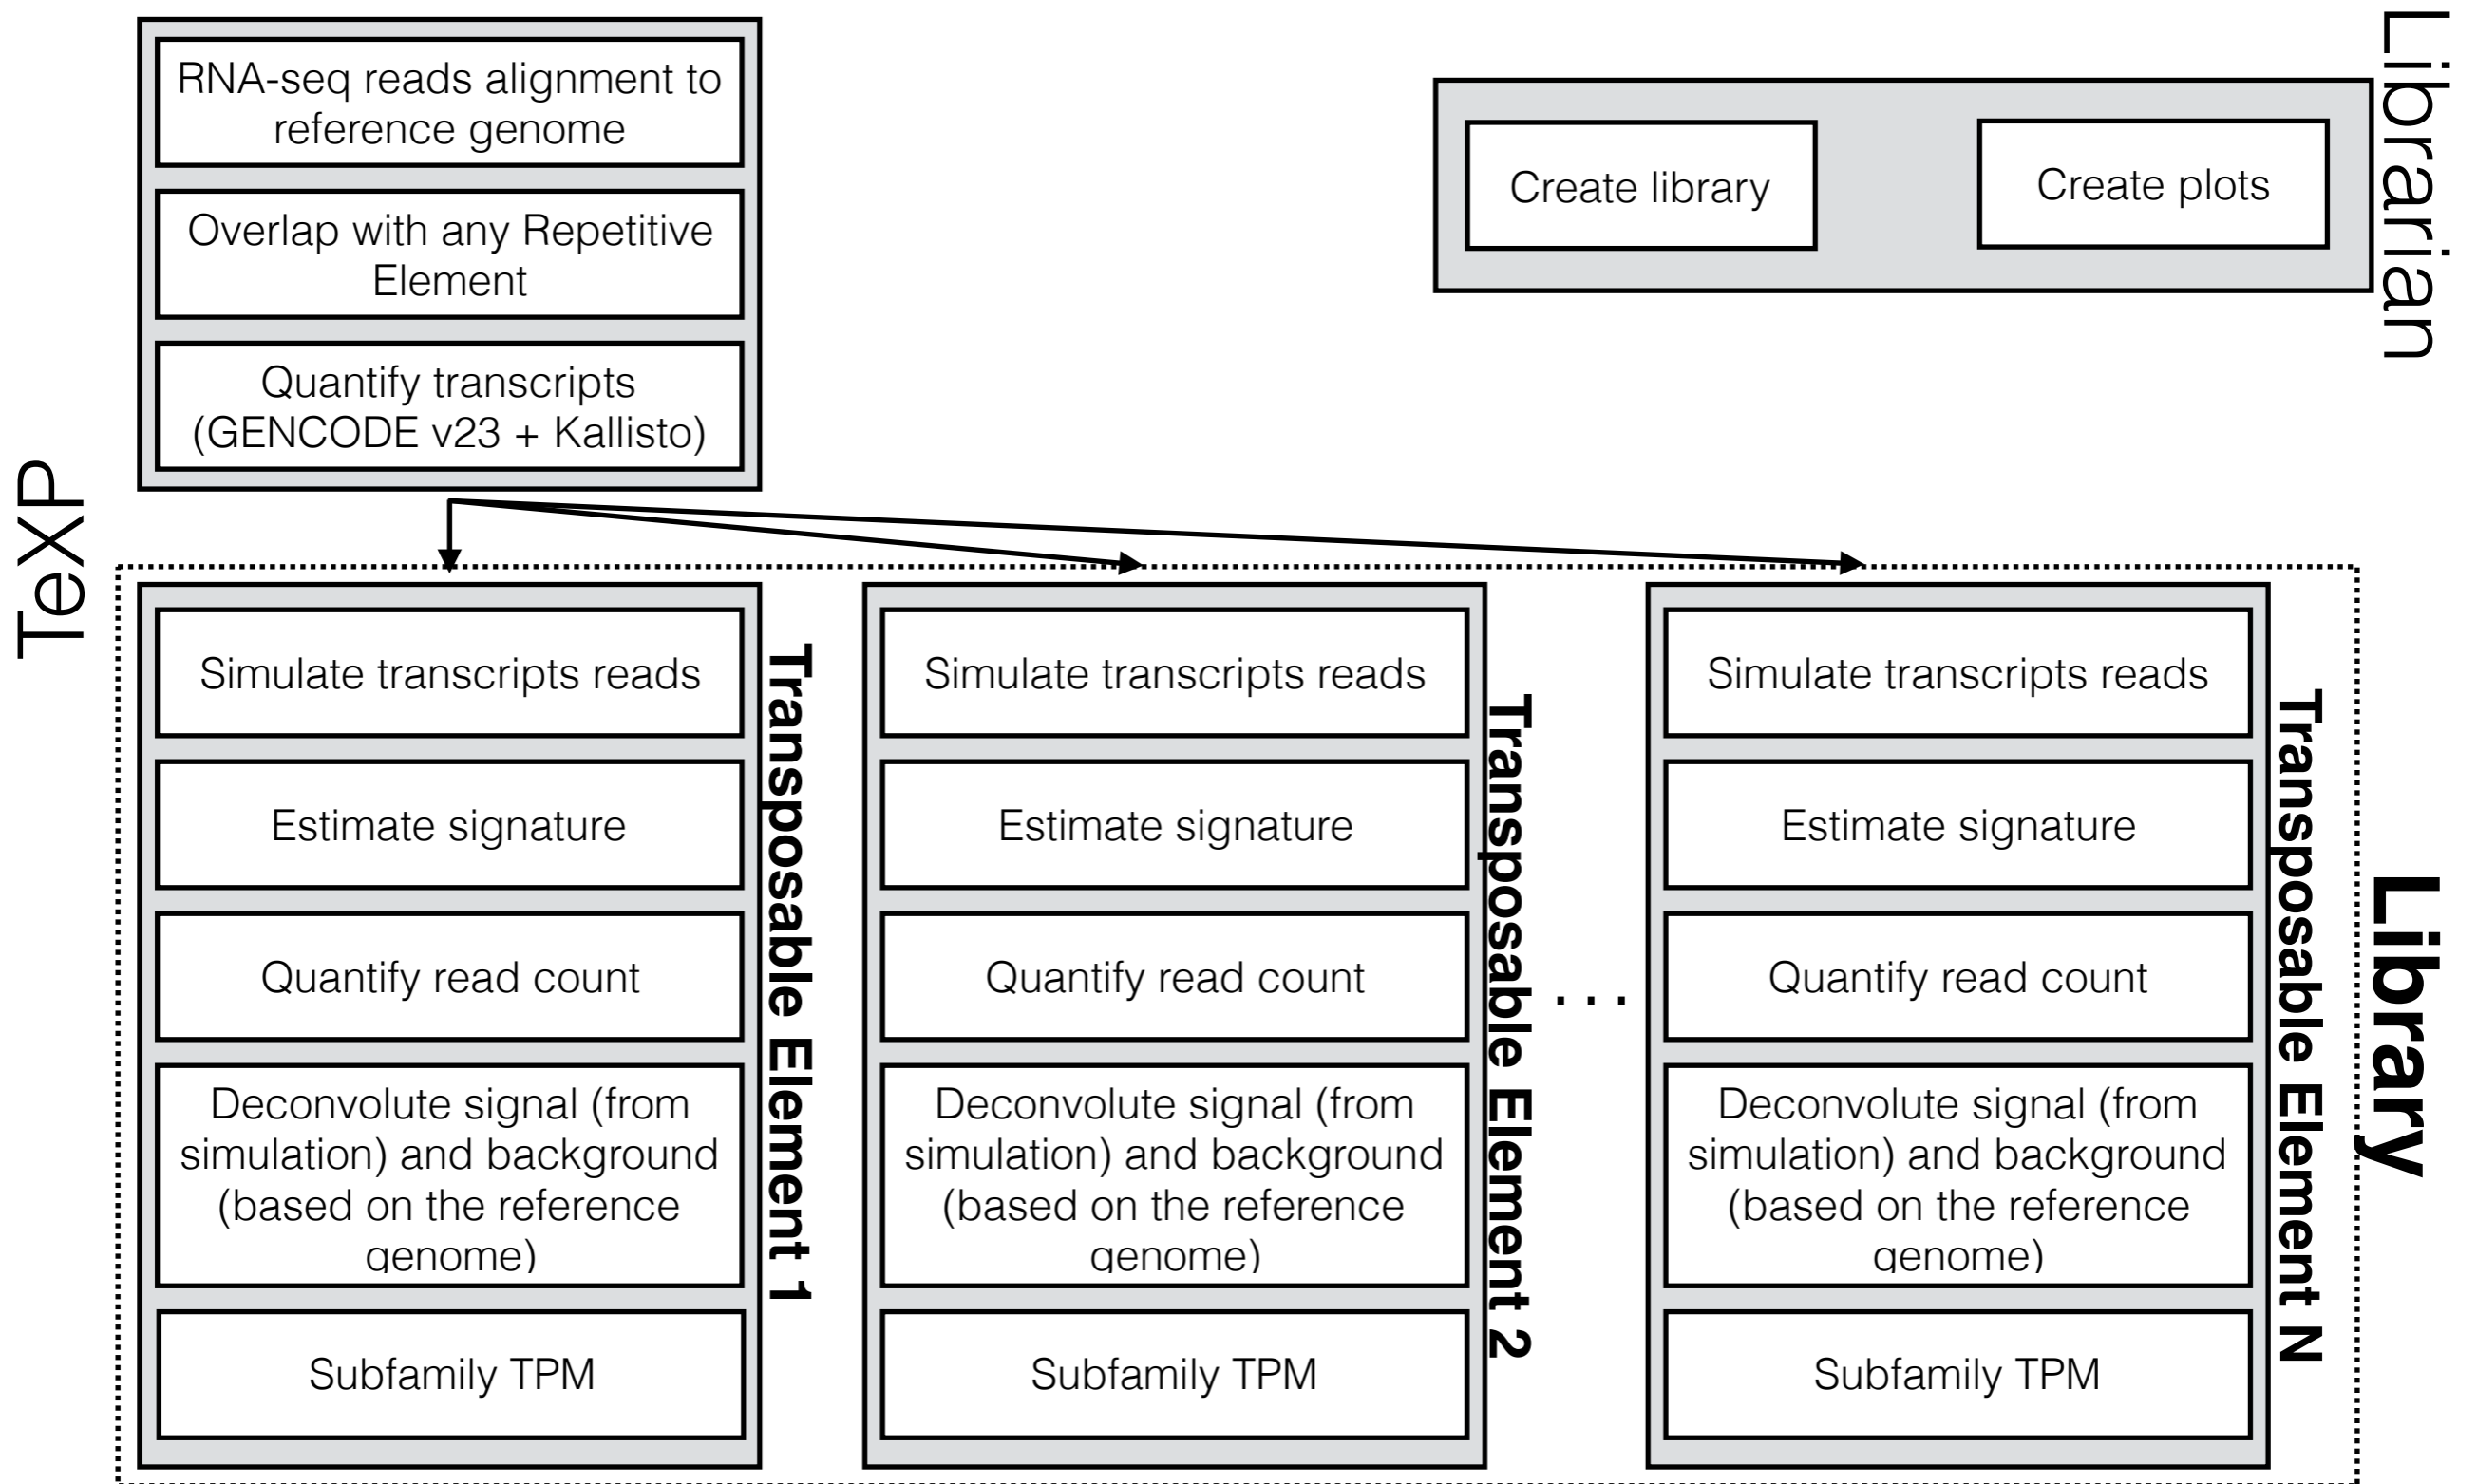 RNA-seq reads alignment to
reference genome
Overlap with any Repetitive
Element
Quantify transcripts
(GENCODE v23 + Kallisto)
Create library
Create plots
Librarian
TeXP
Simulate transcripts reads
Estimate signature
Quantify read count
Deconvolute signal (from
simulation) and background
(based on the reference
genome)
Subfamily TPM
Transposable Element 1
Simulate transcripts reads
Estimate signature
Quantify read count
Deconvolute signal (from
simulation) and background
(based on the reference
genome)
Subfamily TPM
Transposable Element 2
...
Simulate transcripts reads
Estimate signature
Quantify read count
Deconvolute signal (from
simulation) and background
(based on the reference
genome)
Subfamily TPM
Transposable Element N
Library